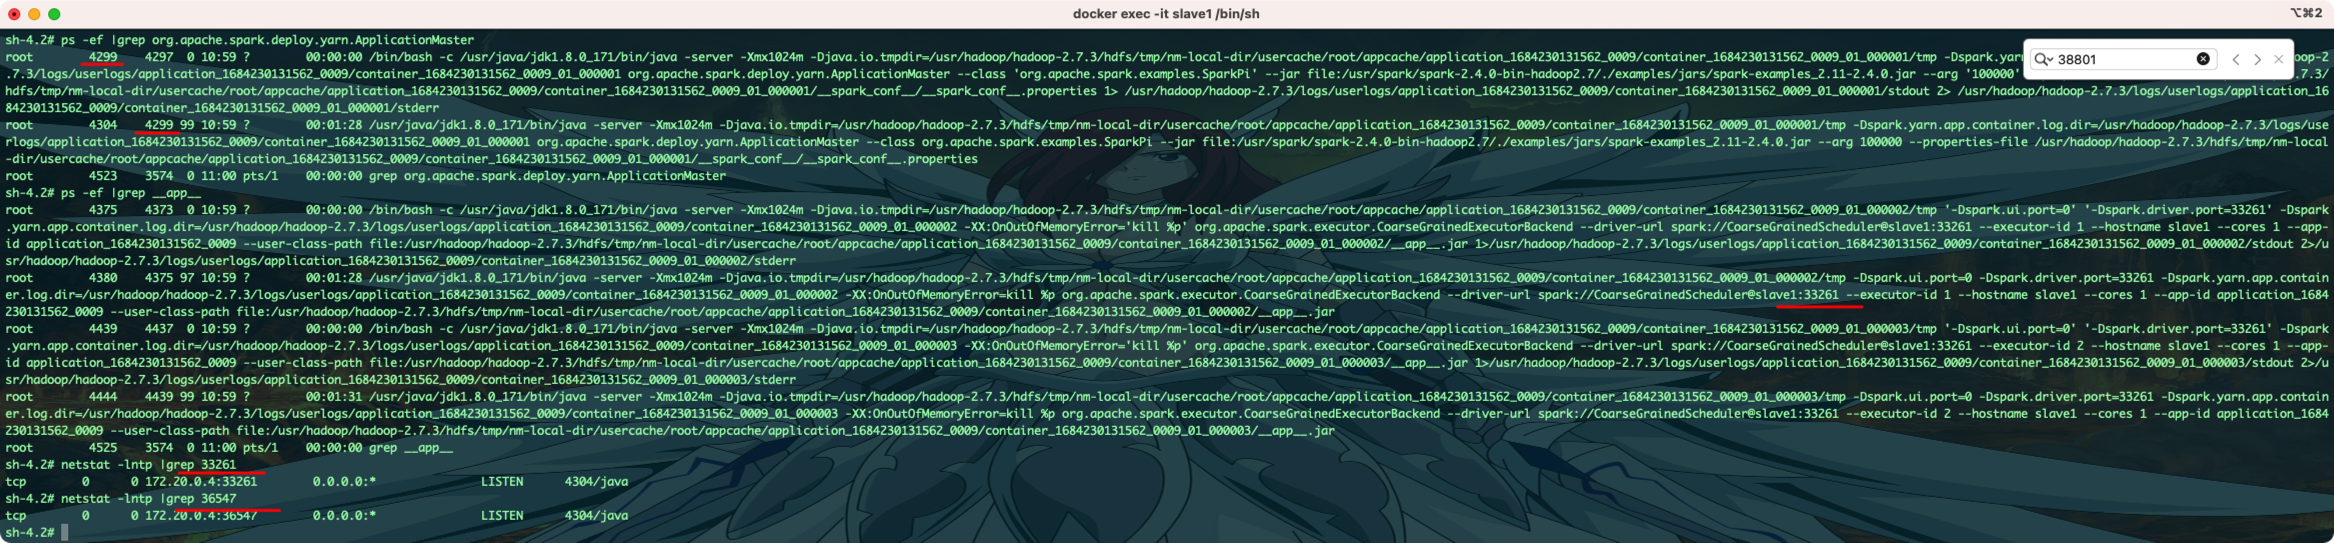 docker exec -it slave1 /bin/sh
⌥⌘2
38801
sh-4.2# ps -ef |grep org.apache.spark.deploy.yarn.ApplicationMaster
root 4299 4297 0 10:59 ? 00:00:00 /bin/bash -c /usr/java/jdk1.8.0_171/bin/java -server -Xmx1024m -Djava.io.tmpdir=/usr/hadoop/hadoop-2.7.3/hdfs/tmp/nm-local-dir/usercache/root/appcache/application_1684230131562_0009/container_1684230131562_0009_01_000001/tmp -Dspark.yar
.7.3/logs/userlogs/application_1684230131562_0009/container_1684230131562_0009_01_000001 org.apache.spark.deploy.yarn.ApplicationMaster --class 'org.apache.spark.examples.SparkPi' --jar file:/usr/spark/spark-2.4.0-bin-hadoop2.7/./examples/jars/spark-examples_2.11-2.4.0.jar --arg '100000' .7.3/
hdfs/tmp/nm-local-dir/usercache/root/appcache/application_1684230131562_0009/container_1684230131562_0009_01_000001/__spark_conf__/__spark_conf__.properties 1> /usr/hadoop/hadoop-2.7.3/logs/userlogs/application_1684230131562_0009/container_1684230131562_0009_01_000001/stdout 2> /usr/hadoop/hadoop-2.7.3/logs/userlogs/application_16
84230131562_0009/container_1684230131562_0009_01_000001/stderr
root 4304 4299 99 10:59 ? 00:01:28 /usr/java/jdk1.8.0_171/bin/java -server -Xmx1024m -Djava.io.tmpdir=/usr/hadoop/hadoop-2.7.3/hdfs/tmp/nm-local-dir/usercache/root/appcache/application_1684230131562_0009/container_1684230131562_0009_01_000001/tmp -Dspark.yarn.app.container.log.dir=/usr/hadoop/hadoop-2.7.3/logs/use
rlogs/application_1684230131562_0009/container_1684230131562_0009_01_000001 org.apache.spark.deploy.yarn.ApplicationMaster --class org.apache.spark.examples.SparkPi --jar file:/usr/spark/spark-2.4.0-bin-hadoop2.7/./examples/jars/spark-examples_2.11-2.4.0.jar --arg 100000 --properties-file /usr/hadoop/hadoop-2.7.3/hdfs/tmp/nm-local
-dir/usercache/root/appcache/application_1684230131562_0009/container_1684230131562_0009_01_000001/__spark_conf__/__spark_conf__.properties
root 4523 3574 0 11:00 pts/1 00:00:00 grep org.apache.spark.deploy.yarn.ApplicationMaster
sh-4.2# ps -ef |grep __app__
root 4375 4373 0 10:59 ? 00:00:00 /bin/bash -c /usr/java/jdk1.8.0_171/bin/java -server -Xmx1024m -Djava.io.tmpdir=/usr/hadoop/hadoop-2.7.3/hdfs/tmp/nm-local-dir/usercache/root/appcache/application_1684230131562_0009/container_1684230131562_0009_01_000002/tmp '-Dspark.ui.port=0' '-Dspark.driver.port=33261' -Dspark
.yarn.app.container.log.dir=/usr/hadoop/hadoop-2.7.3/logs/userlogs/application_1684230131562_0009/container_1684230131562_0009_01_000002 -XX:OnOutOfMemoryError='kill %p' org.apache.spark.executor.CoarseGrainedExecutorBackend --driver-url spark://CoarseGrainedScheduler@slave1:33261 --executor-id 1 --hostname slave1 --cores 1 --app-
id application_1684230131562_0009 --user-class-path file:/usr/hadoop/hadoop-2.7.3/hdfs/tmp/nm-local-dir/usercache/root/appcache/application_1684230131562_0009/container_1684230131562_0009_01_000002/__app__.jar 1>/usr/hadoop/hadoop-2.7.3/logs/userlogs/application_1684230131562_0009/container_1684230131562_0009_01_000002/stdout 2>/u
sr/hadoop/hadoop-2.7.3/logs/userlogs/application_1684230131562_0009/container_1684230131562_0009_01_000002/stderr
root 4380 4375 97 10:59 ? 00:01:28 /usr/java/jdk1.8.0_171/bin/java -server -Xmx1024m -Djava.io.tmpdir=/usr/hadoop/hadoop-2.7.3/hdfs/tmp/nm-local-dir/usercache/root/appcache/application_1684230131562_0009/container_1684230131562_0009_01_000002/tmp -Dspark.ui.port=0 -Dspark.driver.port=33261 -Dspark.yarn.app.contain
er.log.dir=/usr/hadoop/hadoop-2.7.3/logs/userlogs/application_1684230131562_0009/container_1684230131562_0009_01_000002 -XX:OnOutOfMemoryError=kill %p org.apache.spark.executor.CoarseGrainedExecutorBackend --driver-url spark://CoarseGrainedScheduler@slave1:33261 --executor-id 1 --hostname slave1 --cores 1 --app-id application_1684
230131562_0009 --user-class-path file:/usr/hadoop/hadoop-2.7.3/hdfs/tmp/nm-local-dir/usercache/root/appcache/application_1684230131562_0009/container_1684230131562_0009_01_000002/__app__.jar
root 4439 4437 0 10:59 ? 00:00:00 /bin/bash -c /usr/java/jdk1.8.0_171/bin/java -server -Xmx1024m -Djava.io.tmpdir=/usr/hadoop/hadoop-2.7.3/hdfs/tmp/nm-local-dir/usercache/root/appcache/application_1684230131562_0009/container_1684230131562_0009_01_000003/tmp '-Dspark.ui.port=0' '-Dspark.driver.port=33261' -Dspark
.yarn.app.container.log.dir=/usr/hadoop/hadoop-2.7.3/logs/userlogs/application_1684230131562_0009/container_1684230131562_0009_01_000003 -XX:OnOutOfMemoryError='kill %p' org.apache.spark.executor.CoarseGrainedExecutorBackend --driver-url spark://CoarseGrainedScheduler@slave1:33261 --executor-id 2 --hostname slave1 --cores 1 --app-
id application_1684230131562_0009 --user-class-path file:/usr/hadoop/hadoop-2.7.3/hdfs/tmp/nm-local-dir/usercache/root/appcache/application_1684230131562_0009/container_1684230131562_0009_01_000003/__app__.jar 1>/usr/hadoop/hadoop-2.7.3/logs/userlogs/application_1684230131562_0009/container_1684230131562_0009_01_000003/stdout 2>/u
sr/hadoop/hadoop-2.7.3/logs/userlogs/application_1684230131562_0009/container_1684230131562_0009_01_000003/stderr
root 4444 4439 99 10:59 ? 00:01:31 /usr/java/jdk1.8.0_171/bin/java -server -Xmx1024m -Djava.io.tmpdir=/usr/hadoop/hadoop-2.7.3/hdfs/tmp/nm-local-dir/usercache/root/appcache/application_1684230131562_0009/container_1684230131562_0009_01_000003/tmp -Dspark.ui.port=0 -Dspark.driver.port=33261 -Dspark.yarn.app.contain
er.log.dir=/usr/hadoop/hadoop-2.7.3/logs/userlogs/application_1684230131562_0009/container_1684230131562_0009_01_000003 -XX:OnOutOfMemoryError=kill %p org.apache.spark.executor.CoarseGrainedExecutorBackend --driver-url spark://CoarseGrainedScheduler@slave1:33261 --executor-id 2 --hostname slave1 --cores 1 --app-id application_1684
230131562_0009 --user-class-path file:/usr/hadoop/hadoop-2.7.3/hdfs/tmp/nm-local-dir/usercache/root/appcache/application_1684230131562_0009/container_1684230131562_0009_01_000003/__app__.jar
root 4525 3574 0 11:00 pts/1 00:00:00 grep __app__
sh-4.2# netstat -lntp |grep 33261
tcp 0 0 172.20.0.4:33261 0.0.0.0:* LISTEN 4304/java
sh-4.2# netstat -lntp |grep 36547
tcp 0 0 172.20.0.4:36547 0.0.0.0:* LISTEN 4304/java
sh-4.2#